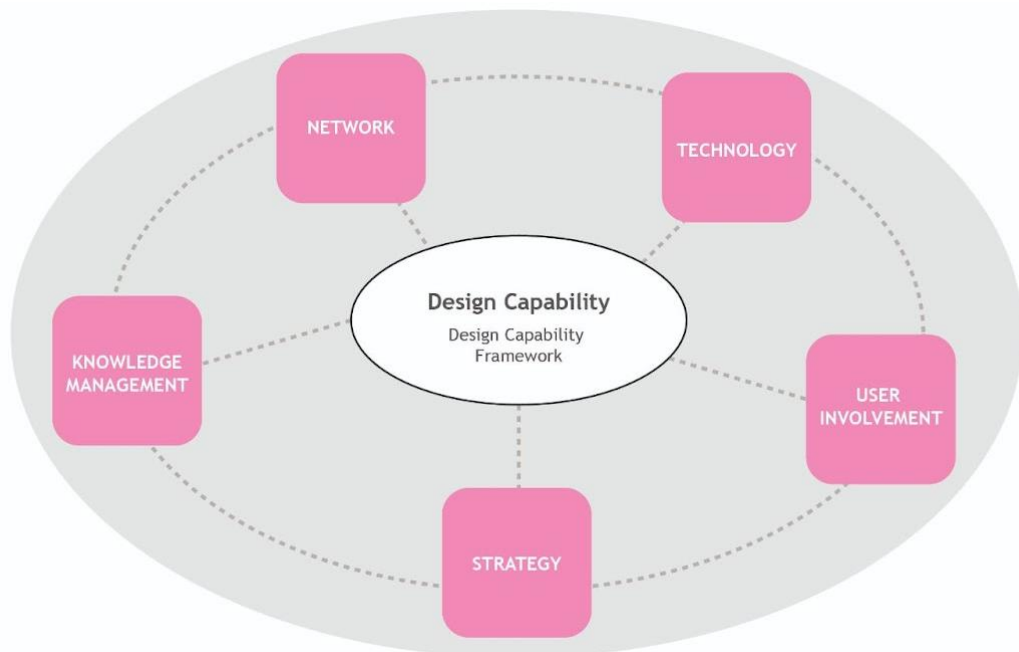 NETWORK
TECHNOLOGY
Design Capability
Design Capability
Framework
KNOWLEDGE
MANAGEMENT
USER
INVOLVEMENT
STRATEGY